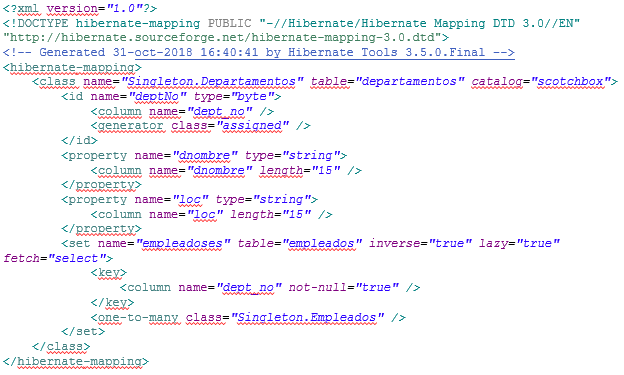 <?xml version="1.0"?>
<!DOCTYPE hibernate-mapping PUBLIC "-//Hibernate/Hibernate Mapping DTD 3.0//EN"
"http://hibernate.sourceforge.net/hibernate-mapping-3.0.dtd">
<!-- Generated 31-oct-2018 16:40:41 by Hibernate Tools 3.5.0.Final -->
<hibernate-mapping>
    <class name="Singleton.Departamentos" table="departamentos" catalog="scotchbox">
        <id name="deptNo" type="byte">
            <column name="dept_no" />
            <generator class="assigned" />
        </id>
        <property name="dnombre" type="string">
            <column name="dnombre" length="15" />
        </property>
        <property name="loc" type="string">
            <column name="loc" length="15" />
        </property>
        <set name="empleadoses" table="empleados" inverse="true" lazy="true"
fetch="select">
            <key>
                <column name="dept_no" not-null="true" />
            </key>
            <one-to-many class="Singleton.Empleados" />
        </set>
    </class>
</hibernate-mapping>